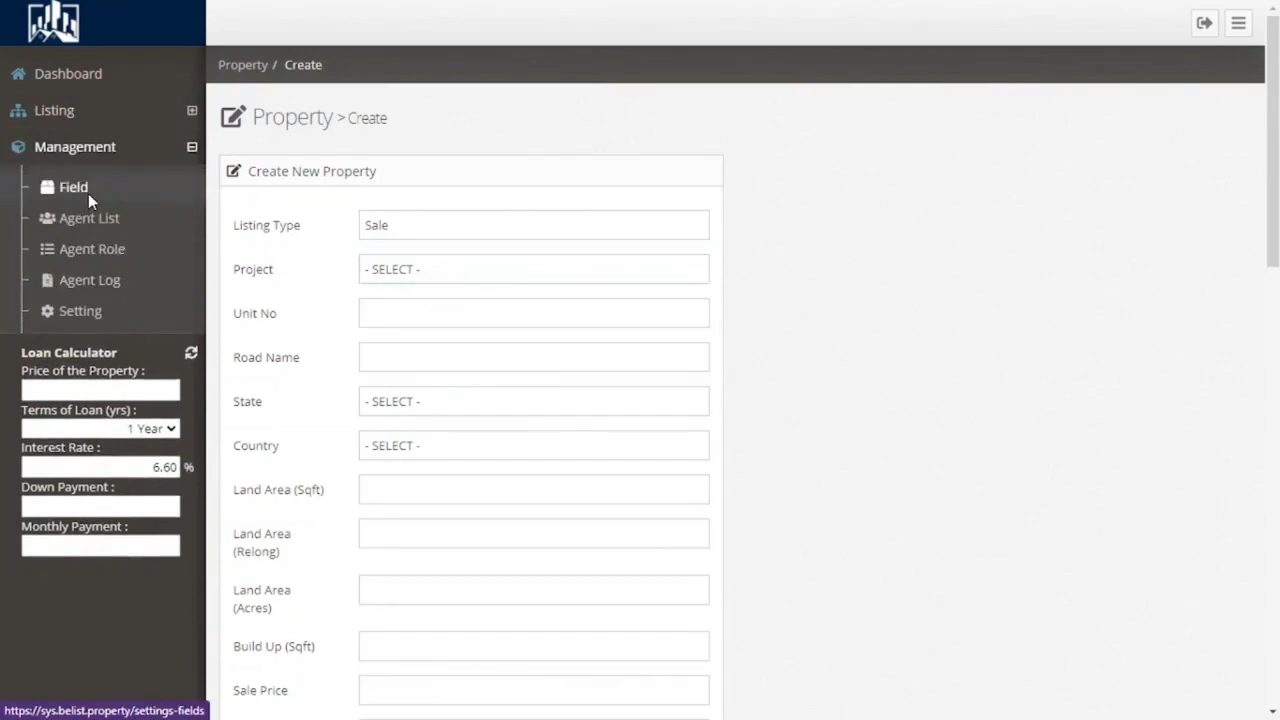 Dashboard
Listing
Management
Field
Agent List
Agent Role
Agent Log
Setting
Loan Calculator
Price of the Property :
Terms of Loan (yrs) :
1 Year
Interest Rate :
6.60 %
Down Payment :
Monthly Payment :
https://sys.belist.property/settings-fields
Property / Create
Property > Create
Create New Property
Listing Type Sale
Project - SELECT -
Unit No
Road Name
State - SELECT -
Country - SELECT -
Land Area (Sqft)
Land Area
(Relong)
Land Area
(Acres)
Build Up (Sqft)
Sale Price